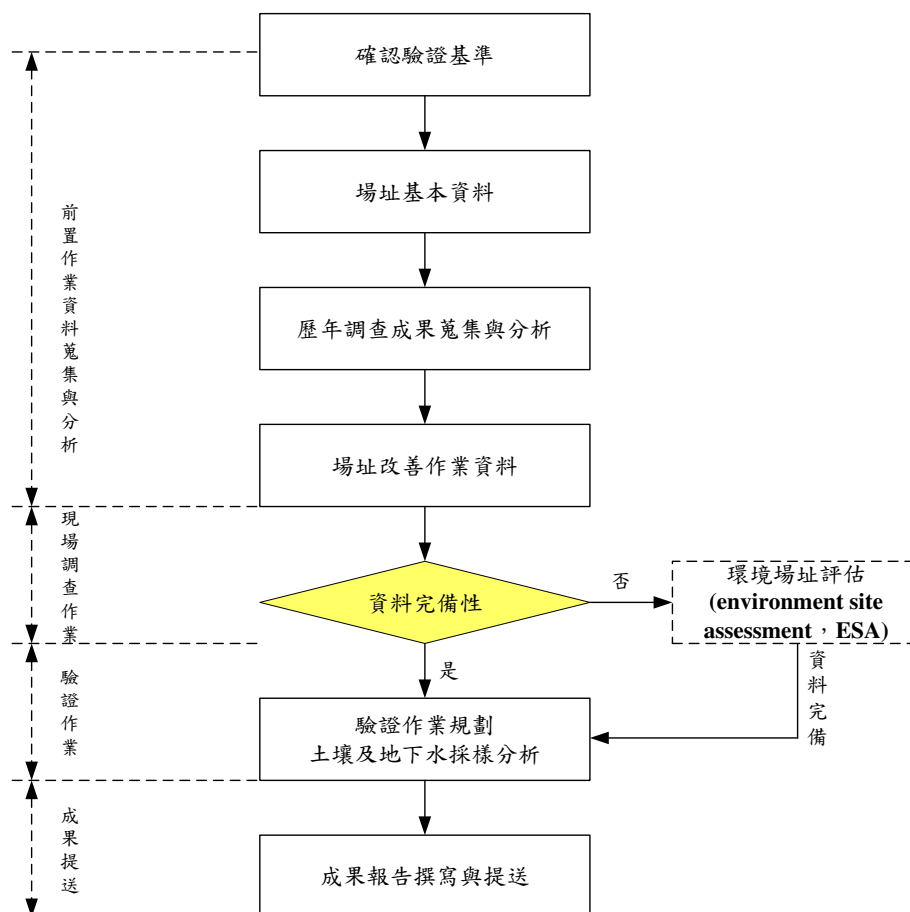 確認驗證基準
場址基本資料
歷年調查成果蒐集與分析
場址改善作業資料
資料完備性
否
環境場址評估
(environment site
assessment，ESA)
是
資料完備
驗證作業規劃
土壤及地下水採樣分析
成果報告撰寫與提送
前置作業資料蒐集與分析
現場調查作業
驗證作業
成果提送